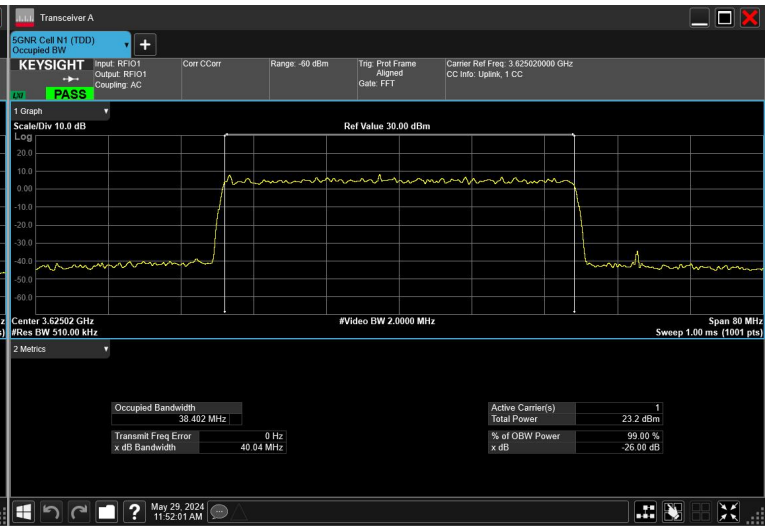 Transceiver A
5GNR Cell N1 (TDD)
Occupied BW
+
KEYSIGHT
Input: RFIO1
Output: RFIO1
Coupling: AC
Corr CCorr
Range: -60 dBm
Trig: Prot Frame
Aligned
Gate: FFT
Carrier Ref Freq: 3.625020000 GHz
CC Info: Uplink, 1 CC
LXI
PASS
1 Graph
Scale/Div 10.0 dB
Ref Value 30.00 dBm
Log
20.0
10.0
0.00
-10.0
-20.0
-30.0
-40.0
-50.0
-60.0
z Center 3.62502 GHz
#Video BW 2.0000 MHz
Span 80 MHz
s) #Res BW 510.00 kHz
Sweep 1.00 ms (1001 pts)
2 Metrics
Occupied Bandwidth
38.402 MHz
Transmit Freq Error 0 Hz
x dB Bandwidth 40.04 MHz
Active Carrier(s) 1
Total Power 23.2 dBm
% of OBW Power 99.00 %
x dB -26.00 dB
?
May 29, 2024
11:52:01 AM